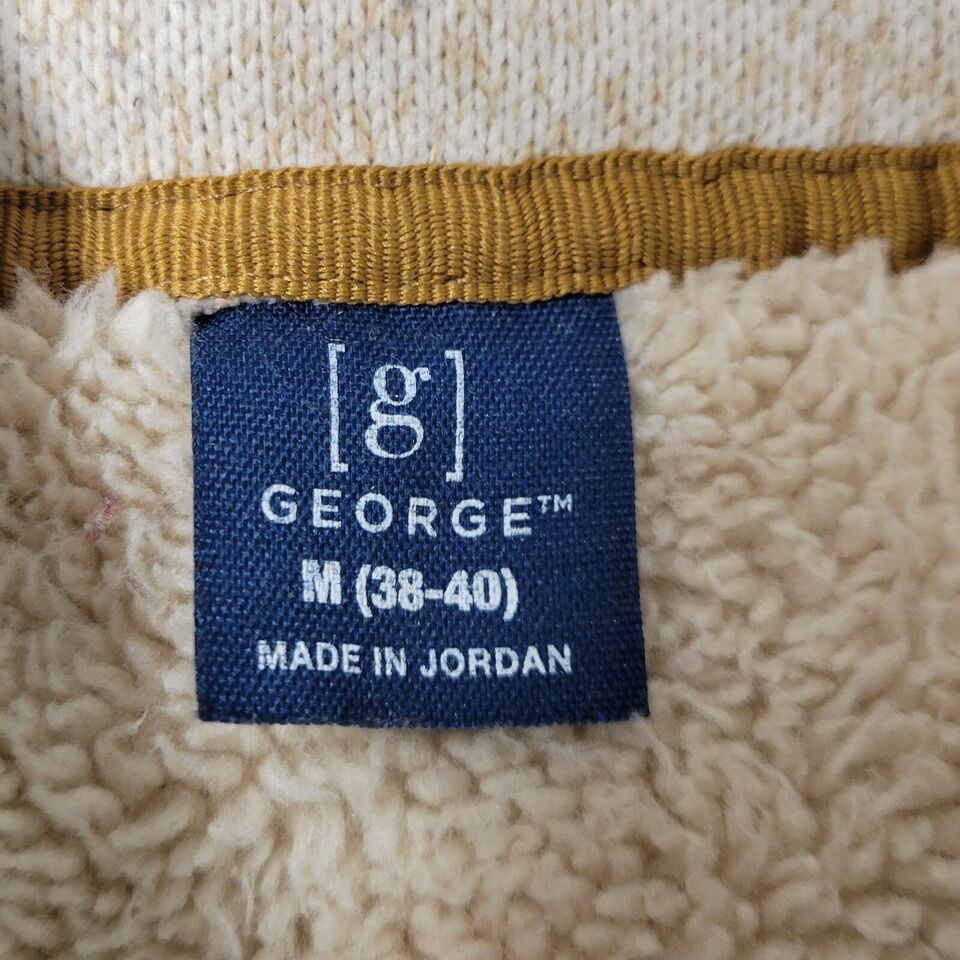 [g]
GEORGE™
M (38-40)
MADE IN JORDAN